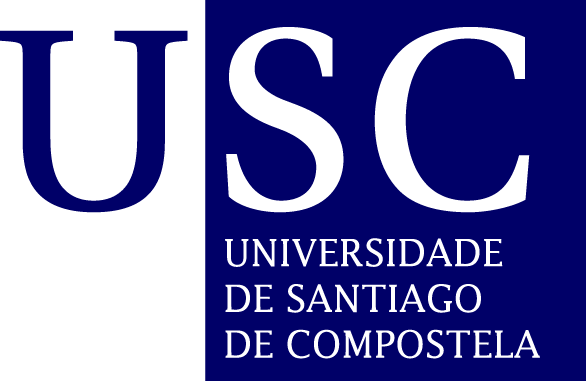 USC
UNIVERSIDADE
DE SANTIAGO
DE COMPOSTELA